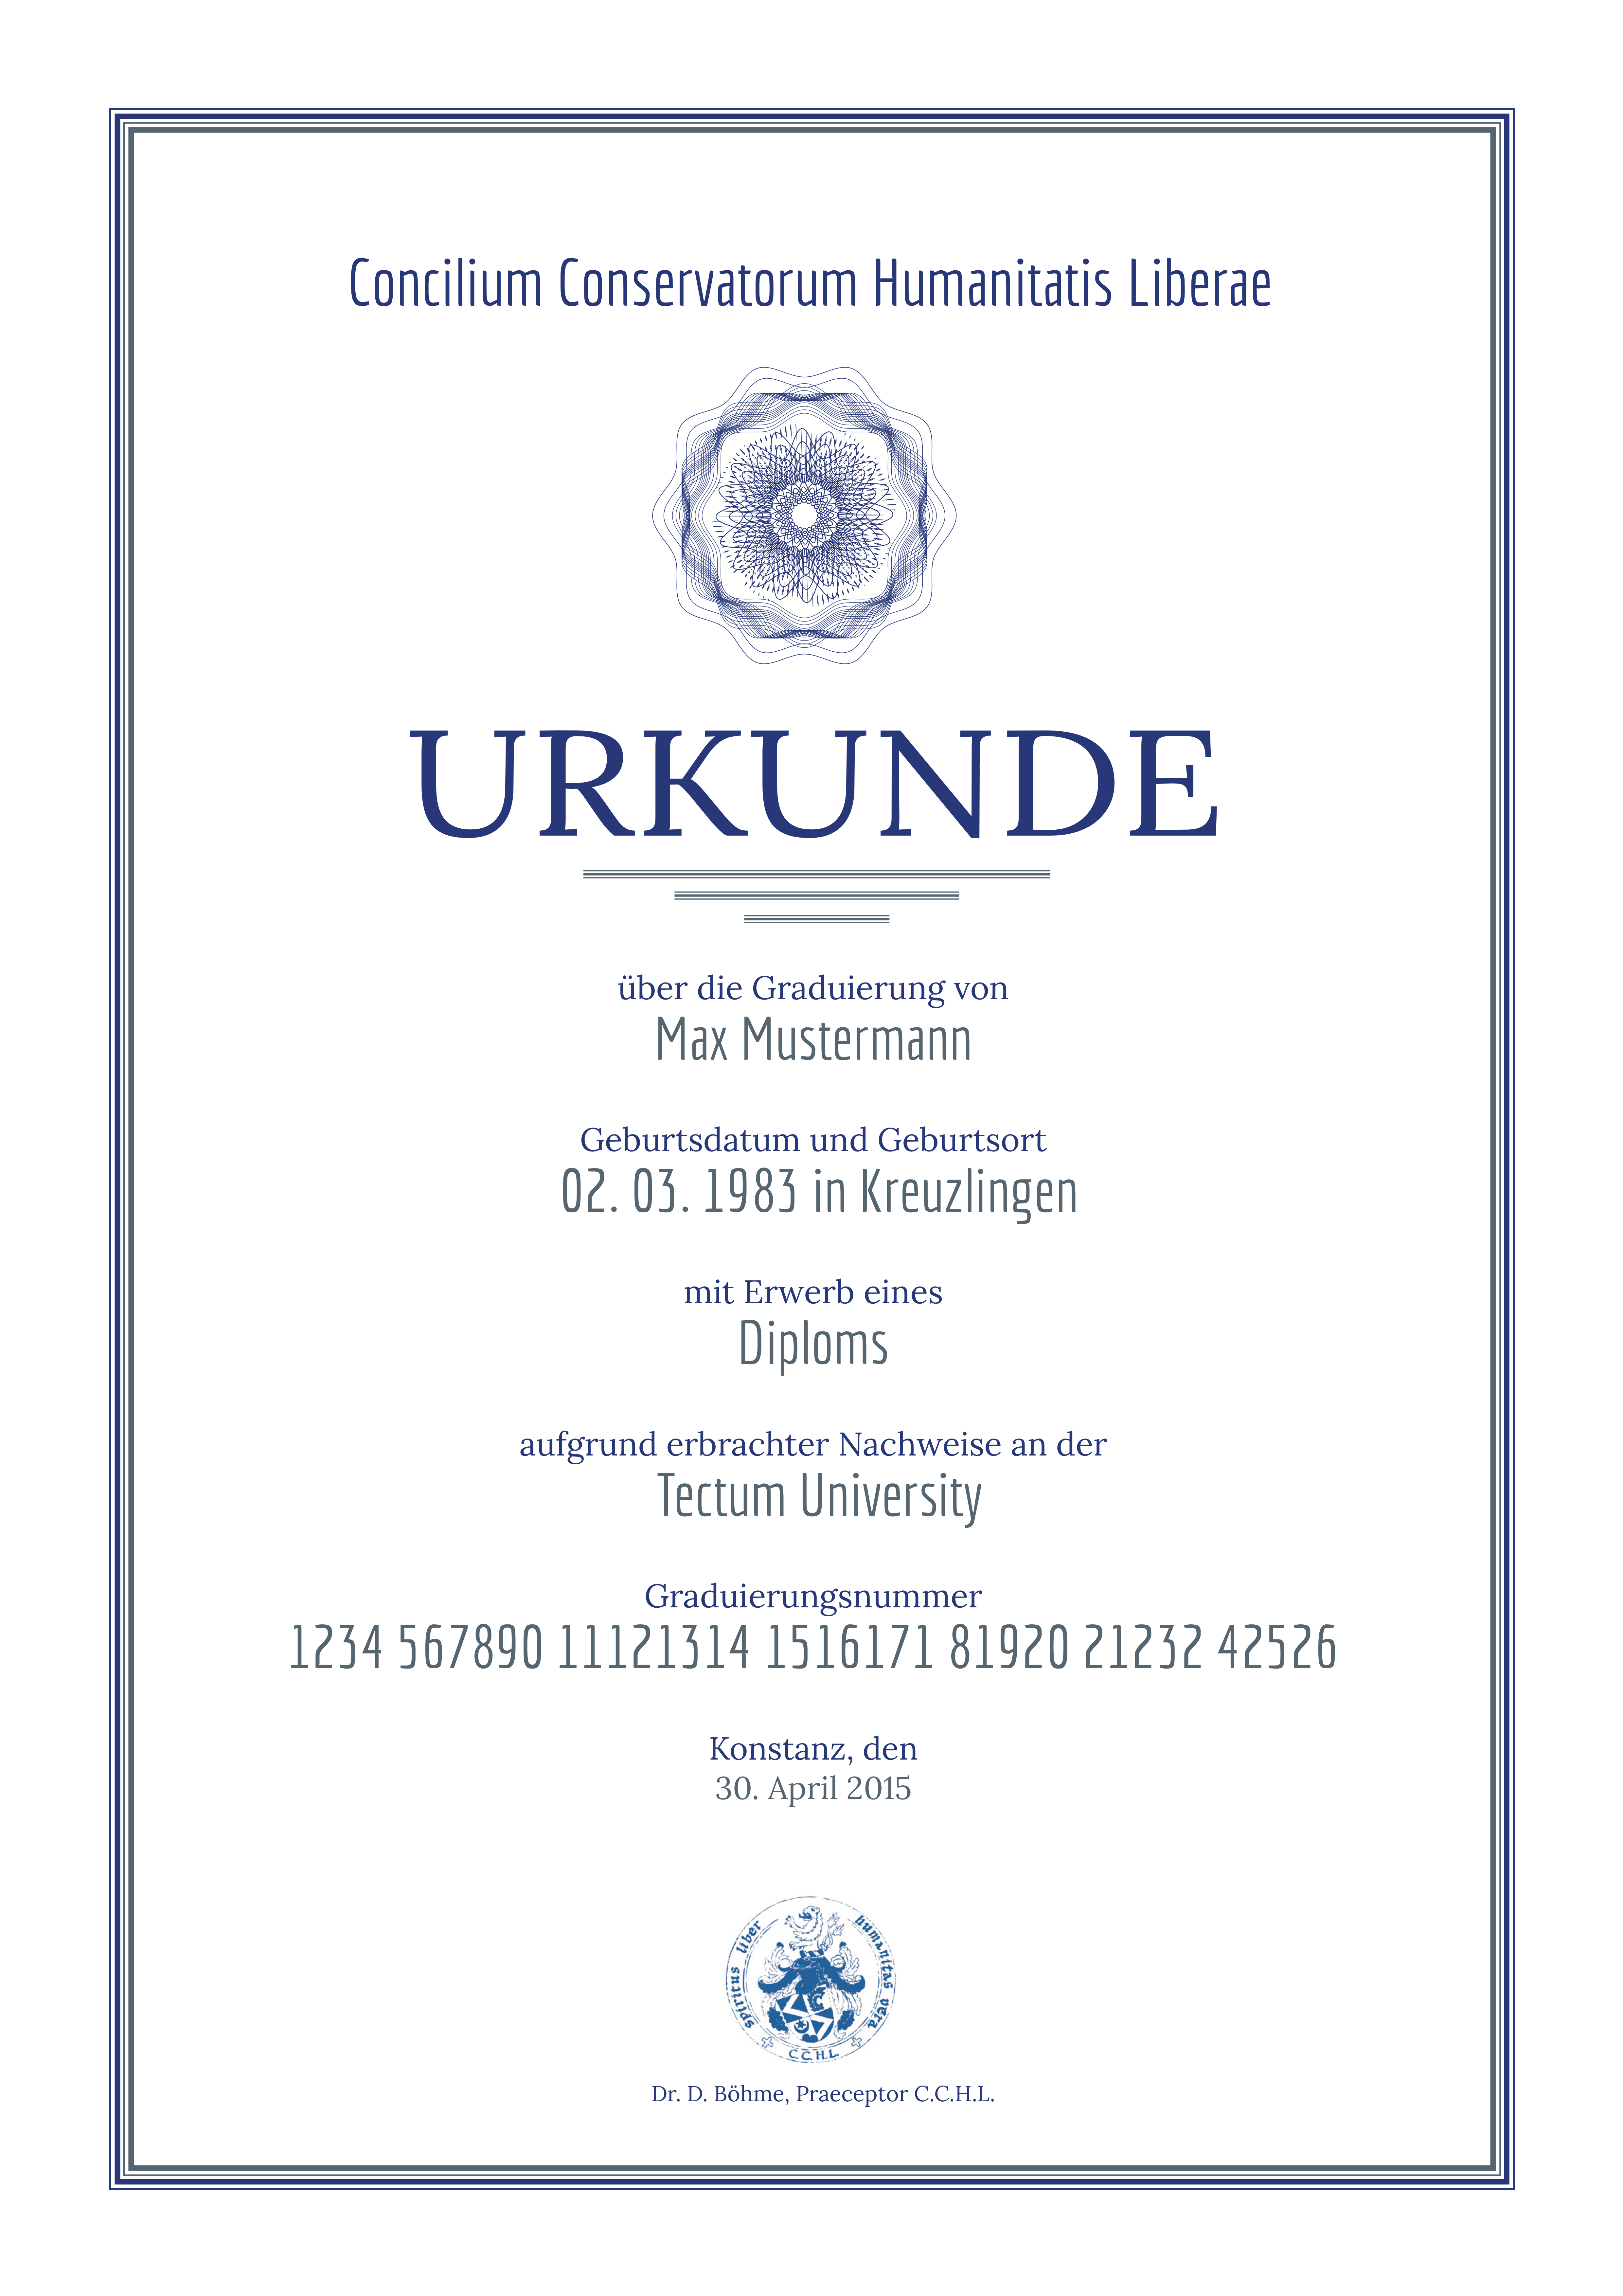 Concilium Conservatorum Humanitatis Liberae
URKUNDE
über die Graduierung von
Max Mustermann
Geburtsdatum und Geburtsort
02. 03. 1983 in Kreuzlingen
mit Erwerb eines
Diploms
aufgrund erbrachter Nachweise an der
Tectum University
Graduierungsnummer
1234 567890 11121314 1516171 81920 21232 42526
Konstanz, den
30. April 2015
spiritus liber humanitas vera
C.C.H.L.
Dr. D. Böhme, Praeceptor C.C.H.L.